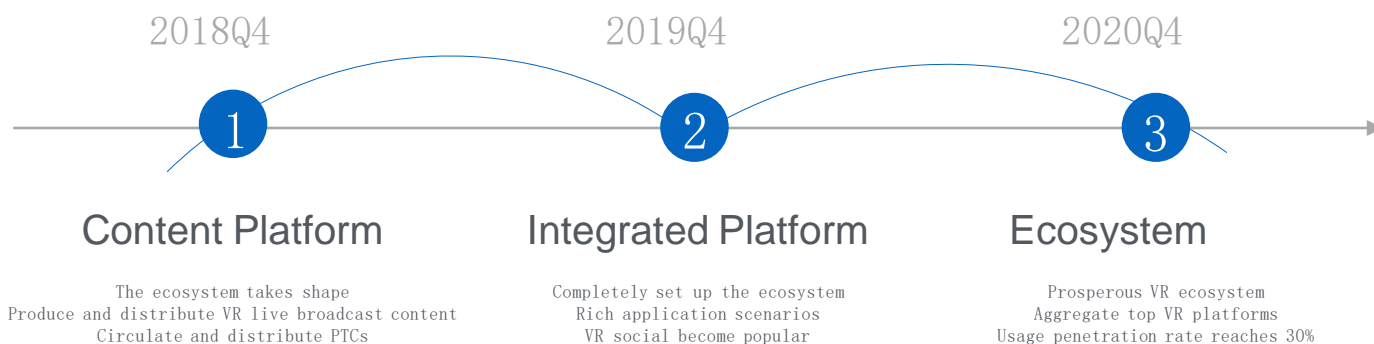 2018Q4
2019Q4
2020Q4
1
2
3
Content Platform
Integrated Platform
Ecosystem
The ecosystem takes shape
Produce and distribute VR live broadcast content
Circulate and distribute PTCs
Completely set up the ecosystem
Rich application scenarios
VR social become popular
Prosperous VR ecosystem
Aggregate top VR platforms
Usage penetration rate reaches 30%